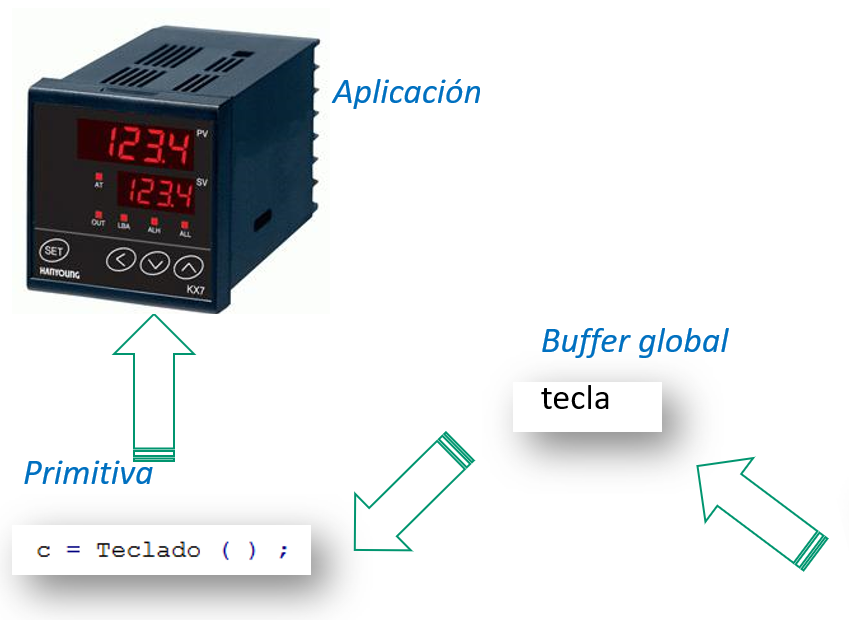 Aplicación
123.4 PV
123.4 SV
AT
OUT LBA ALH ALL
SET
HANYOUNG
KX7
Buffer global
tecla
Primitiva
c = Teclado ( ) ;